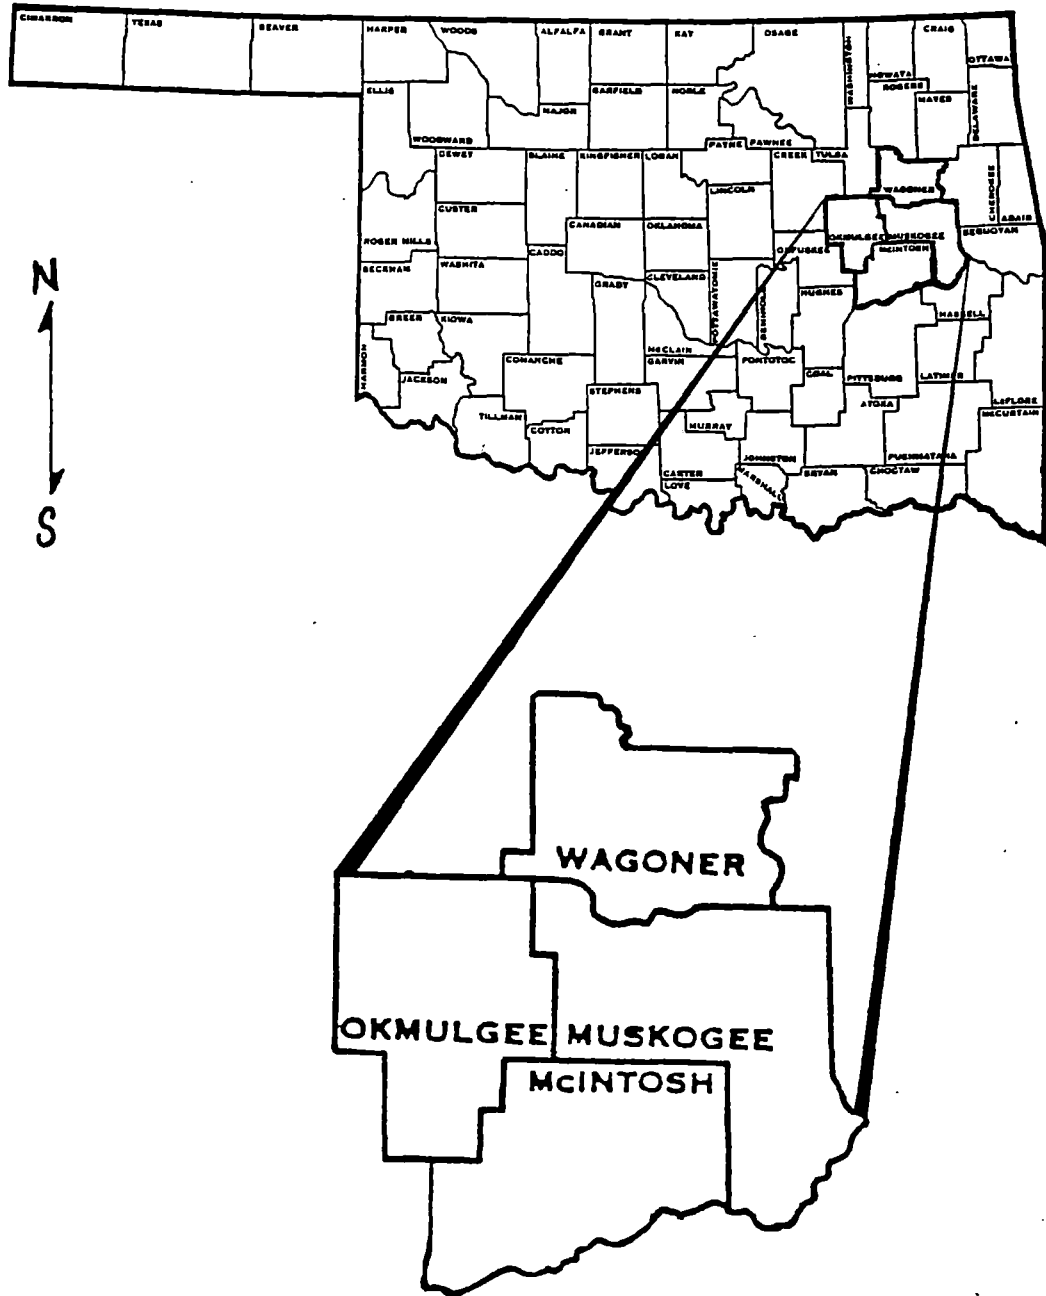 CIMARRON TEXAS BEAVER HARPER WOODS ALFALFA GRANT KAY OSAGE WASHINGTON NOWATA CRAIG OTTAWA
ELLIS WOODWARD MAJOR GARFIELD NOBLE PAWNEE ROGERS MAYES DELAWARE
DEWEY BLAINE KINGFISHER LOGAN PAYNE CREEK TULSA WAGONER CHEROKEE ADAIR
ROGER MILLS CUSTER CANADIAN OKLAHOMA LINCOLN OKFUSKEE OKMULGEE MUSKOGEE SEQUOYAH
BECKHAM WASHITA CADDO GRADY CLEVELAND POTTAWATOMIE SEMINOLE HUGHES MCINTOSH HASKELL
N
GREER KIOWA COMANCHE MCCLAIN GARVIN PONTOTOC COAL PITTSBURG LATIMER LEFLORE
HARMON JACKSON TILLMAN COTTON STEPHENS MURRAY JOHNSTON ATOKA PUSHMATAHA MCCURTAIN
JEFFERSON CARTER LOVE MARSHALL BRYAN CHOCTAW
S
WAGONER
OKMULGEE MUSKOGEE
McINTOSH